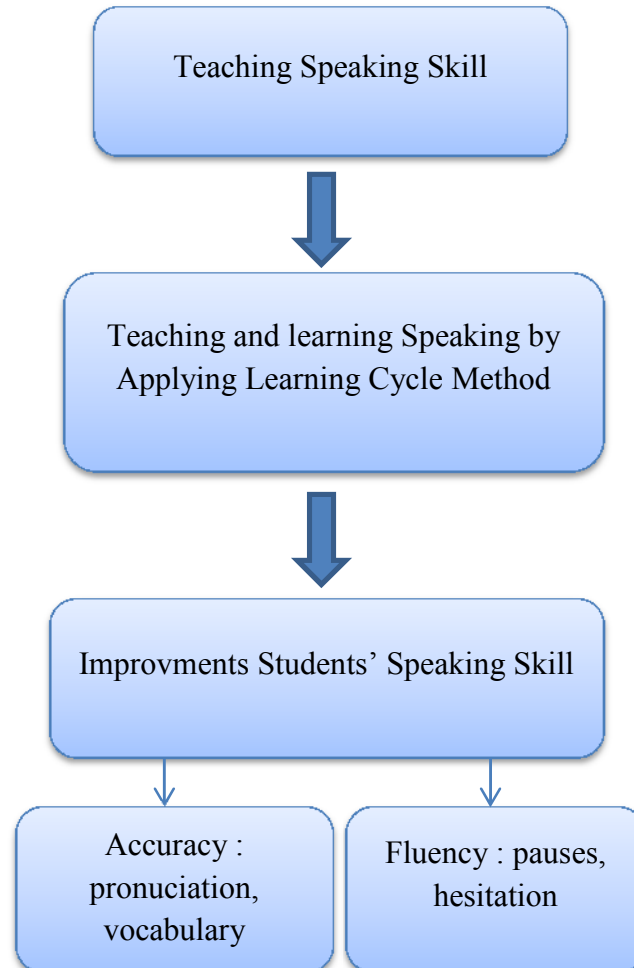 Teaching Speaking Skill
Teaching and learning Speaking by
Applying Learning Cycle Method
Improvments Students’ Speaking Skill
Accuracy :
pronuciation,
vocabulary
Fluency : pauses,
hesitation